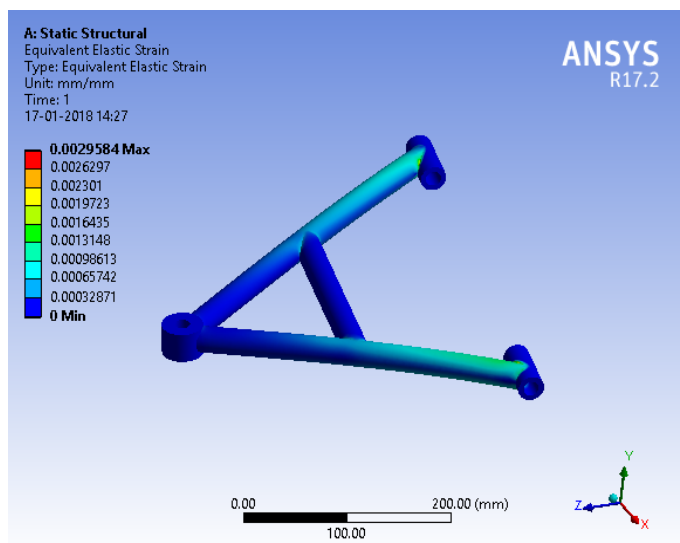 A: Static Structural
Equivalent Elastic Strain
Type: Equivalent Elastic Strain
Unit: mm/mm
Time: 1
17-01-2018 14:27
ANSYS
R17.2
0.0029584 Max
0.0026297
0.002301
0.0019723
0.0016435
0.0013148
0.00098613
0.00065742
0.00032871
0 Min
0.00
200.00 (mm)
100.00
Y
Z
X